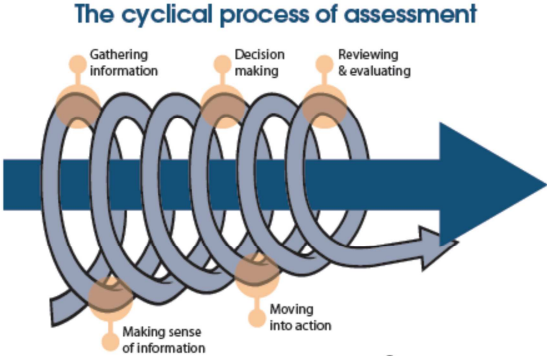 The cyclical process of assessment
Gathering
information
Decision
making
Reviewing
& evaluating
Making sense
of information
Moving
into action